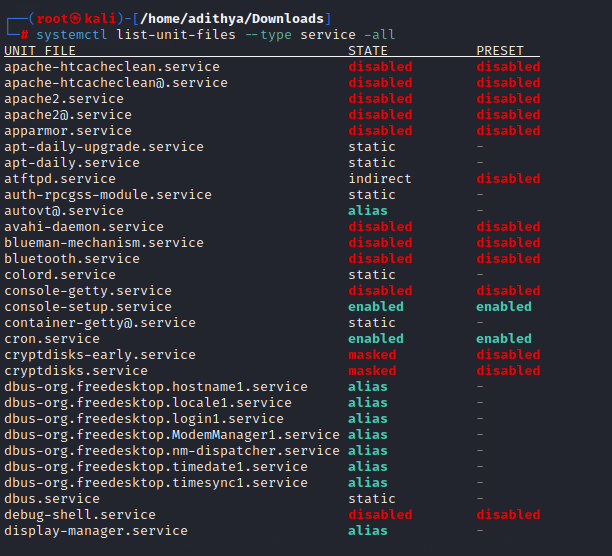 ┌──(root㉿kali)-[/home/adithya/Downloads]
└─# systemctl list-unit-files --type service -all
UNIT FILE STATE PRESET
apache-htcacheclean.service disabled disabled
apache-htcacheclean@.service disabled disabled
apache2.service disabled disabled
apache2@.service disabled disabled
apparmor.service disabled disabled
apt-daily-upgrade.service static -
apt-daily.service static -
atftpd.service indirect disabled
auth-rpcgss-module.service static -
autovt@.service alias -
avahi-daemon.service disabled disabled
blueman-mechanism.service disabled disabled
bluetooth.service disabled disabled
colord.service static -
console-getty.service disabled disabled
console-setup.service enabled enabled
container-getty@.service static -
cron.service enabled enabled
cryptdisks-early.service masked disabled
cryptdisks.service masked disabled
dbus-org.freedesktop.hostname1.service alias -
dbus-org.freedesktop.locale1.service alias -
dbus-org.freedesktop.login1.service alias -
dbus-org.freedesktop.ModemManager1.service alias -
dbus-org.freedesktop.nm-dispatcher.service alias -
dbus-org.freedesktop.timedate1.service alias -
dbus-org.freedesktop.timesync1.service alias -
dbus.service static -
debug-shell.service disabled disabled
display-manager.service alias -